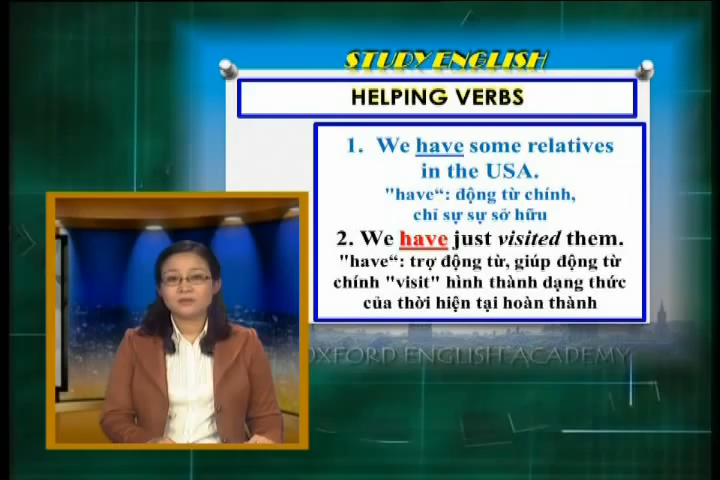 STUDY ENGLISH
HELPING VERBS
1. We have some relatives
in the USA.
"have“: động từ chính,
chỉ sự sự sở hữu
2. We have just visited them.
"have“: trợ động từ, giúp động từ
chính "visit" hình thành dạng thức
của thời hiện tại hoàn thành
OXFORD ENGLISH ACADEMY